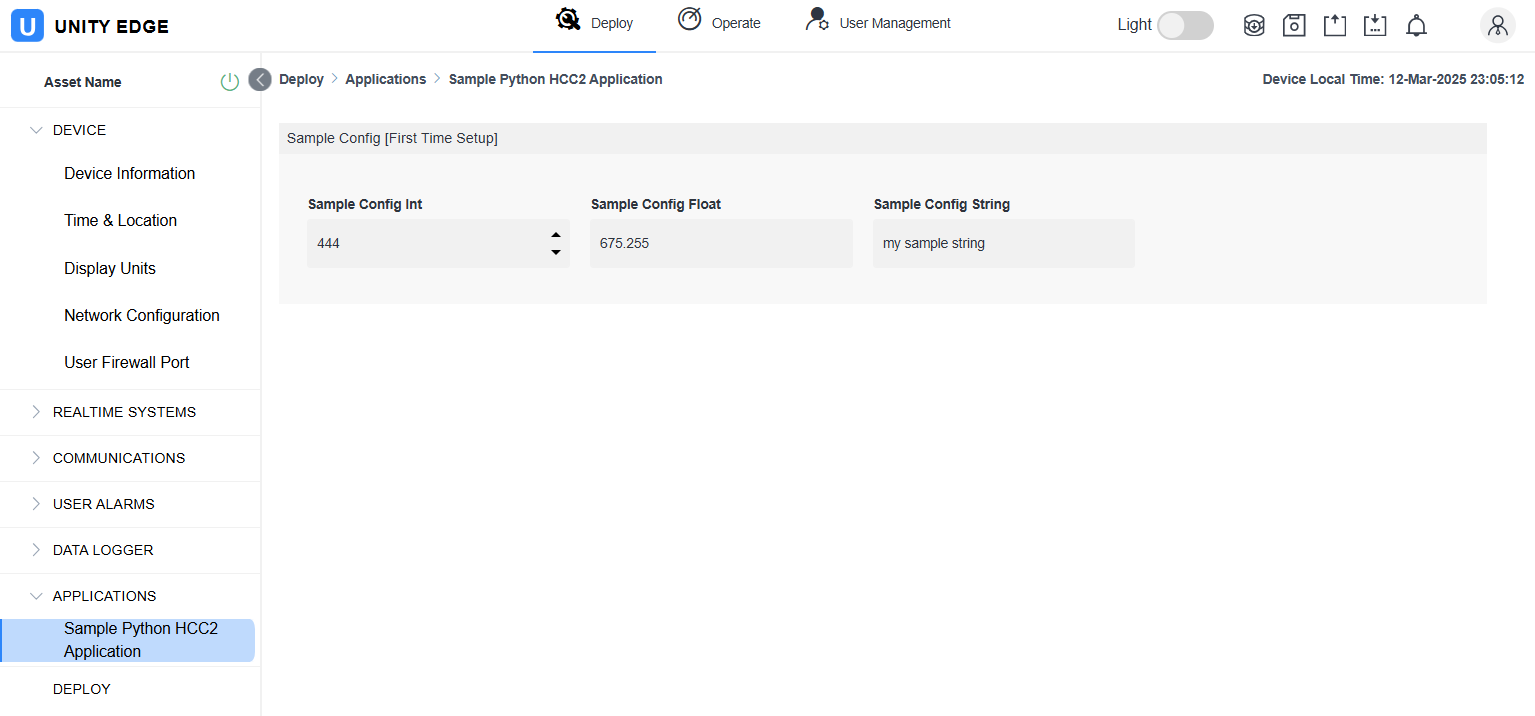 U UNITY EDGE
Deploy
Operate
User Management
Light
Asset Name
Deploy > Applications > Sample Python HCC2 Application
Device Local Time: 12-Mar-2025 23:05:12
DEVICE
Device Information
Time & Location
Display Units
Network Configuration
User Firewall Port
REALTIME SYSTEMS
COMMUNICATIONS
USER ALARMS
DATA LOGGER
APPLICATIONS
Sample Python HCC2
Application
DEPLOY
Sample Config [First Time Setup]
Sample Config Int
444
Sample Config Float
675.255
Sample Config String
my sample string